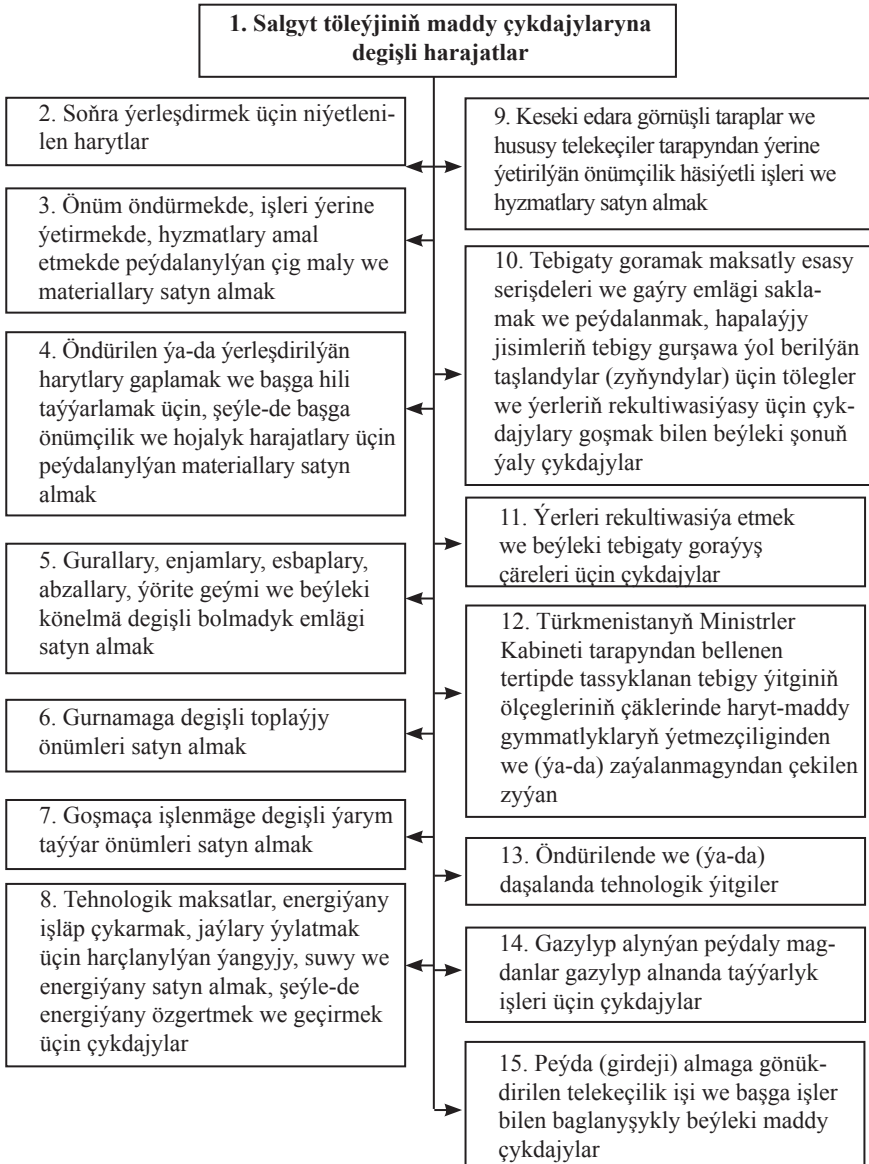 1. Salgyt töleýjiniň maddy çykdajylaryna
degişli harajatlar
2. Soňra ýerleşdirmek üçin niýetleni-
len harytlar
3. Önüm öndürmekde, işleri ýerine
ýetirmekde, hyzmatlary amal
etmekde peýdalanylýan çig maly we
materiallary satyn almak
4. Öndürilen ýa-da ýerleşdirilýän
harytlary gaplamak we başga hili
taýýarlamak üçin, şeýle-de başga
önümçilik we hojalyk harajatlary üçin
peýdalanylýan materiallary satyn
almak
5. Gurallary, enjamlary, esbaplary,
abzallary, ýörite geými we beýleki
könelmä degişli bolmadyk emlägi
satyn almak
6. Gurnamaga degişli toplaýjy
önümleri satyn almak
7. Goşmaça işlenmäge degişli ýarym
taýýar önümleri satyn almak
8. Tehnologik maksatlar, energiýany
işläp çykarmak, jaýlary ýylatmak
üçin harçlanylýan ýangyjy, suwy we
energiýany satyn almak, şeýle-de
energiýany özgertmek we geçirmek
üçin çykdajylar
9. Keseki edara görnüşli taraplar we
hususy telekeçiler tarapyndan ýerine
ýetirilýän önümçilik häsiýetli işleri we
hyzmatlary satyn almak
10. Tebigaty goramak maksatly esasy
serişdeleri we gaýry emlägi sakla-
mak we peýdalanmak, hapalaýjy
jisimleriň tebigy gurşawa ýol berilýän
taşlandylar (zyňyndylar) üçin tölegler
we ýerleriň rekultiwasiýasy üçin çyk-
dajylary goşmak bilen beýleki şonuň
ýaly çykdajylar
11. Ýerleri rekultiwasiýa etmek
we beýleki tebigaty goraýyş
çäreleri üçin çykdajylar
12. Türkmenistanyň Ministrler
Kabineti tarapyndan bellenen
tertipde tassyklanan tebigy ýitginiň
ölçegleriniň çäklerinde haryt-maddy
gymmatlyklaryň ýetmezçiliginden
we (ýa-da) zaýalanmagyndan çekilen
zyýan
13. Öndürilende we (ýa-da)
daşalanda tehnologik ýitgiler
14. Gazylyp alynýan peýdaly mag-
danlar gazylyp alnanda taýýarlyk
işleri üçin çykdajylar
15. Peýda (girdeji) almaga gönük-
dirilen telekeçilik işi we başga işler
bilen baglanyşykly beýleki maddy
çykdajylar